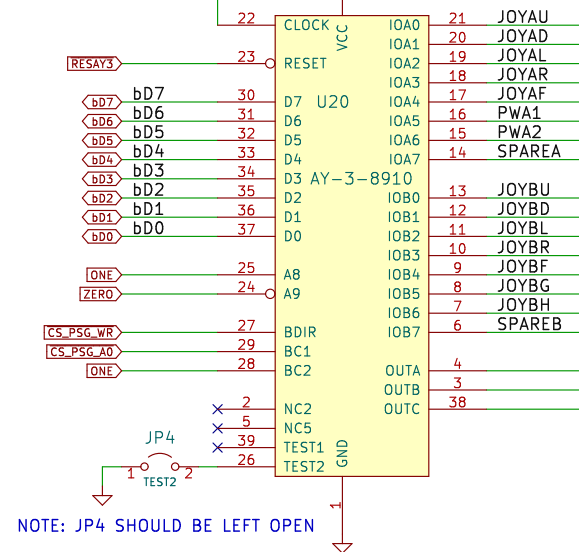 22 CLOCK VCC IOA0 21 JOYAU
IOA1 20 JOYAD
RESAY3 23 RESET IOA2 19 JOYAL
IOA3 18 JOYAR
bD7 bD7 30 D7 U20 IOA4 17 JOYAF
bD6 bD6 31 D6 IOA5 16 PWA1
bD5 bD5 32 D5 IOA6 15 PWA2
bD4 bD4 33 D4 IOA7 14 SPAREA
bD3 bD3 34 D3 AY-3-8910
bD2 bD2 35 D2 IOB0 13 JOYBU
bD1 bD1 36 D1 IOB1 12 JOYBD
bD0 bD0 37 D0 IOB2 11 JOYBL
IOB3 10 JOYBR
ONE 25 A8 IOB4 9 JOYBF
ZERO 24 A9 IOB5 8 JOYBG
IOB6 7 JOYBH
CS_PSG_WR 27 BDIR IOB7 6 SPAREB
CS_PSG_A0 29 BC1
ONE 28 BC2 OUTA 4
OUTB 3
2 NC2 OUTC 38
5 NC5
JP4 39 TEST1 GND
1 2 26 TEST2
TEST2
1
NOTE: JP4 SHOULD BE LEFT OPEN